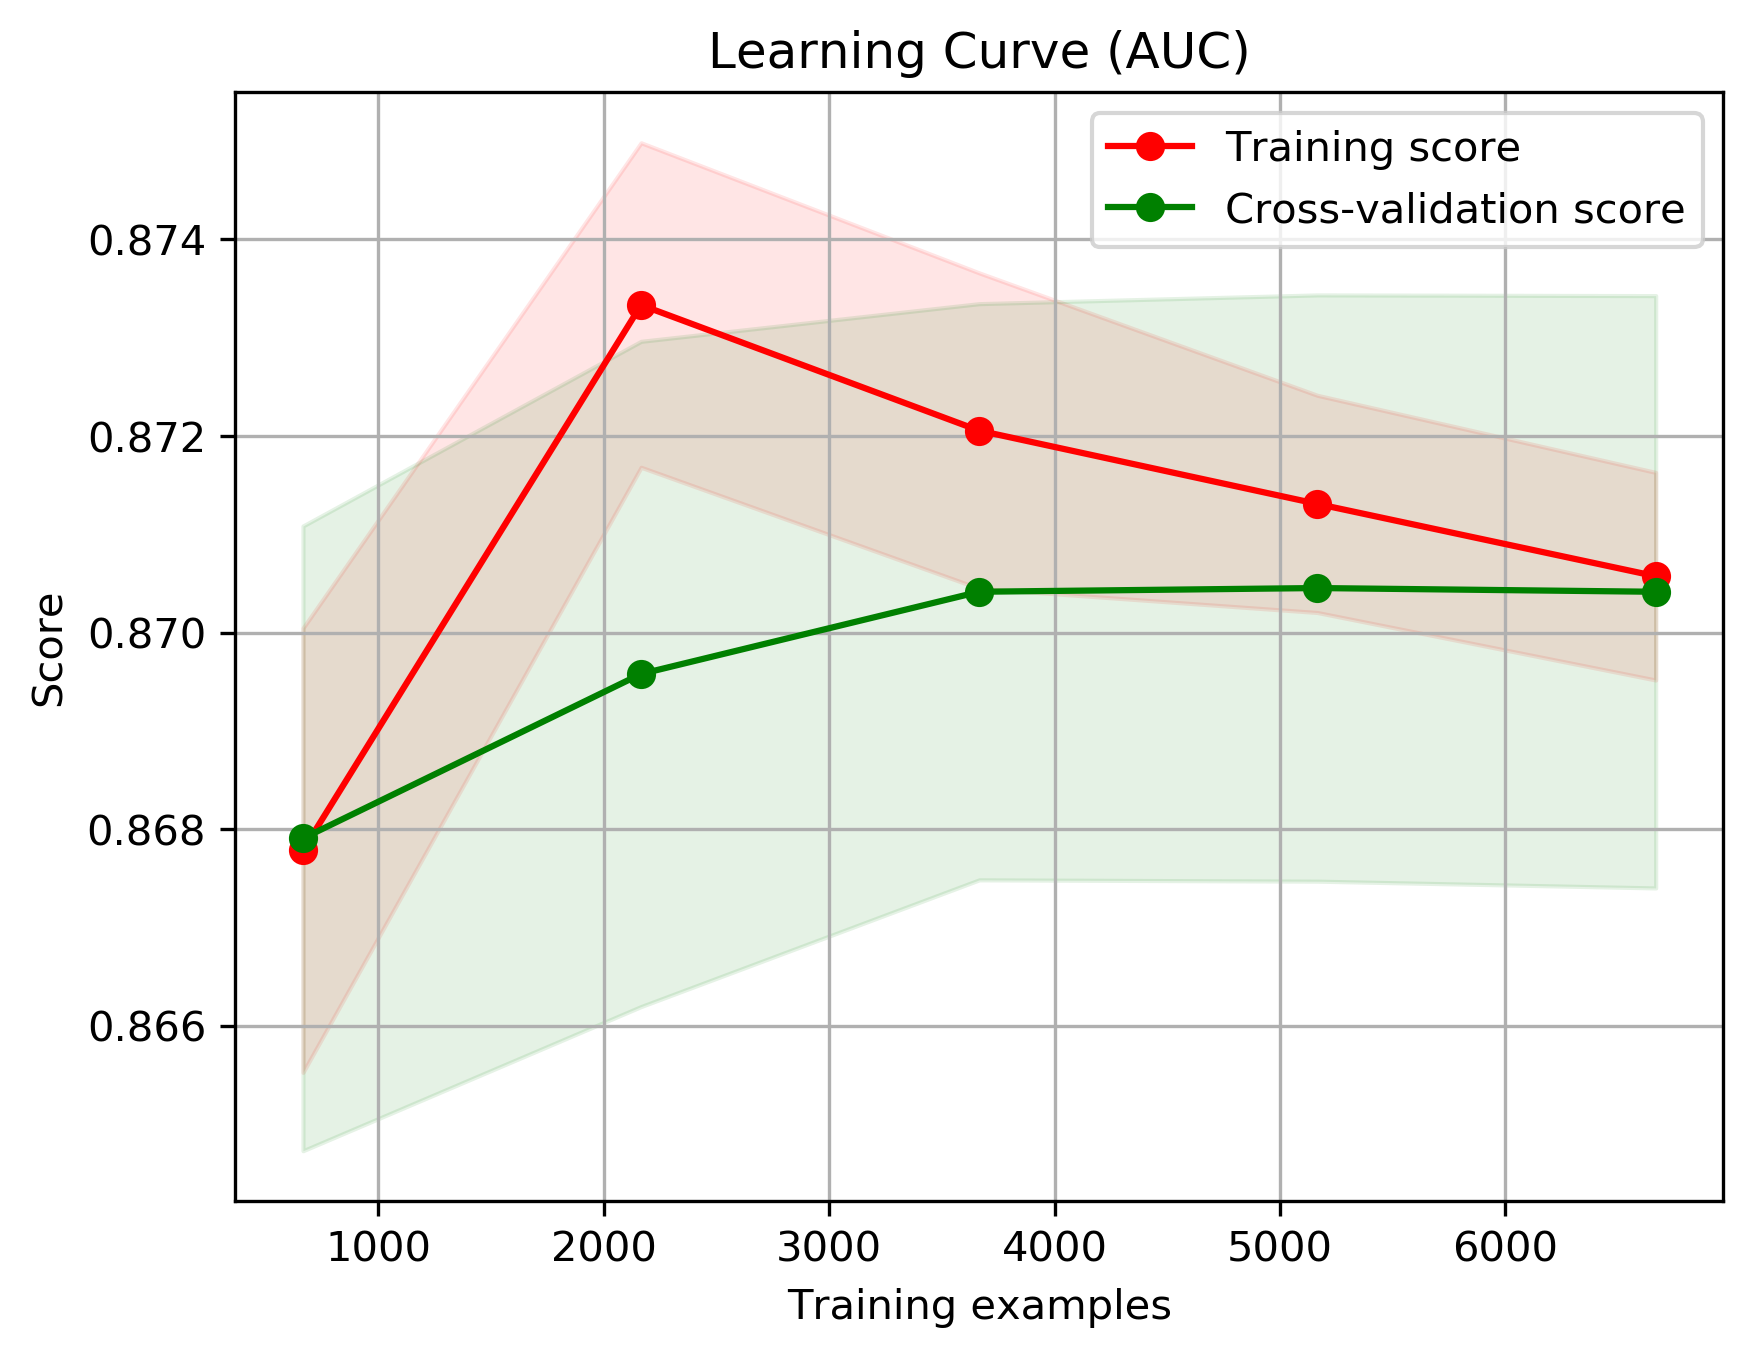 Learning Curve (AUC)
Training score
Cross-validation score
0.874
0.872
0.870
0.868
0.866
Score
1000 2000 3000 4000 5000 6000
Training examples